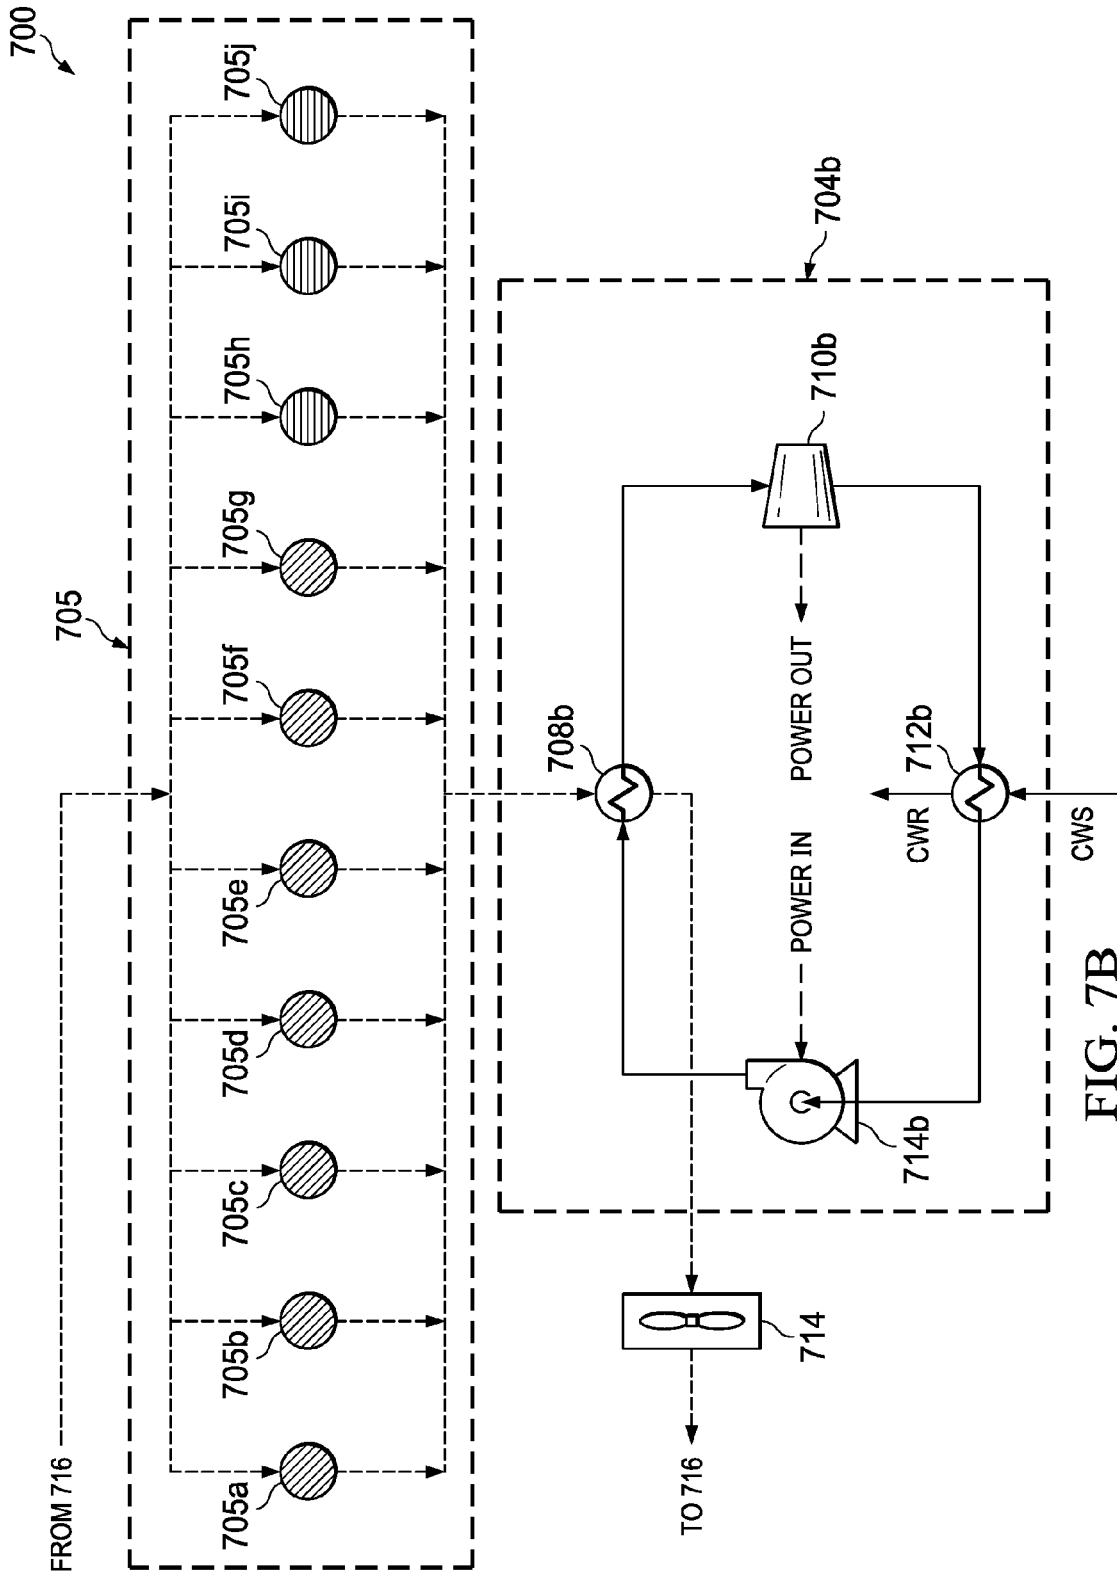 700
705
FROM 716
705a
705b
705c
705d
705e
705f
705g
705h
705i
705j
704b
708b
710b
POWER IN
POWER OUT
712b
CWR
CWS
714b
714
TO 716
FIG. 7B